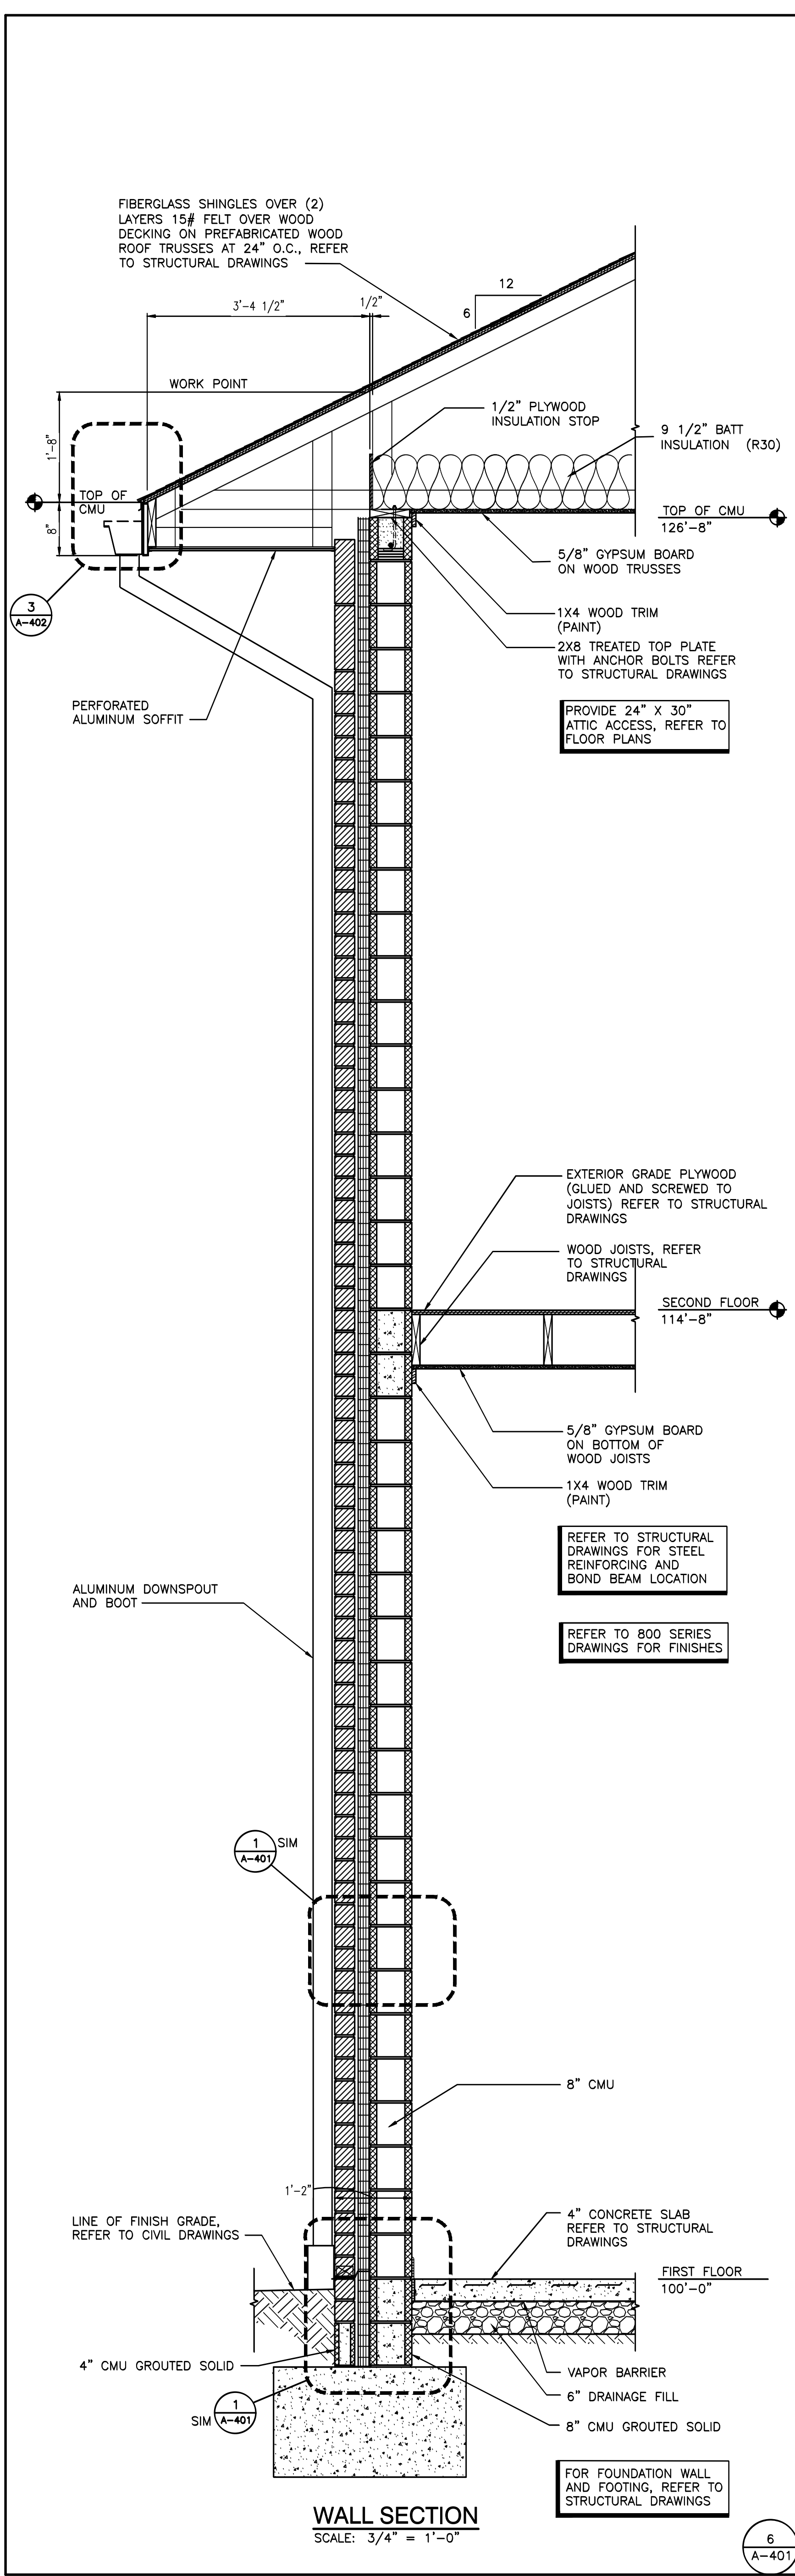 FIBERGLASS SHINGLES OVER (2)
LAYERS 15# FELT OVER WOOD
DECKING ON PREFABRICATED WOOD
ROOF TRUSSES AT 24" O.C., REFER
TO STRUCTURAL DRAWINGS
12
6
3'-4 1/2"
1/2"
WORK POINT
1/2" PLYWOOD
INSULATION STOP
9 1/2" BATT
INSULATION (R30)
1'-8"
TOP OF
CMU
8"
TOP OF CMU
126'-8"
5/8" GYPSUM BOARD
ON WOOD TRUSSES
3
A-402
1X4 WOOD TRIM
(PAINT)
2X8 TREATED TOP PLATE
WITH ANCHOR BOLTS REFER
TO STRUCTURAL DRAWINGS
PERFORATED
ALUMINUM SOFFIT
PROVIDE 24" X 30"
ATTIC ACCESS, REFER TO
FLOOR PLANS
EXTERIOR GRADE PLYWOOD
(GLUED AND SCREWED TO
JOISTS) REFER TO STRUCTURAL
DRAWINGS
WOOD JOISTS, REFER
TO STRUCTURAL
DRAWINGS
SECOND FLOOR
114'-8"
5/8" GYPSUM BOARD
ON BOTTOM OF
WOOD JOISTS
1X4 WOOD TRIM
(PAINT)
REFER TO STRUCTURAL
DRAWINGS FOR STEEL
REINFORCING AND
BOND BEAM LOCATION
ALUMINUM DOWNSPOUT
AND BOOT
REFER TO 800 SERIES
DRAWINGS FOR FINISHES
1
A-401
SIM
8" CMU
1'-2"
LINE OF FINISH GRADE,
REFER TO CIVIL DRAWINGS
4" CONCRETE SLAB
REFER TO STRUCTURAL
DRAWINGS
FIRST FLOOR
100'-0"
4" CMU GROUTED SOLID
VAPOR BARRIER
6" DRAINAGE FILL
8" CMU GROUTED SOLID
1
A-401
SIM
FOR FOUNDATION WALL
AND FOOTING, REFER TO
STRUCTURAL DRAWINGS
WALL SECTION
SCALE: 3/4" = 1'-0"
6
A-401